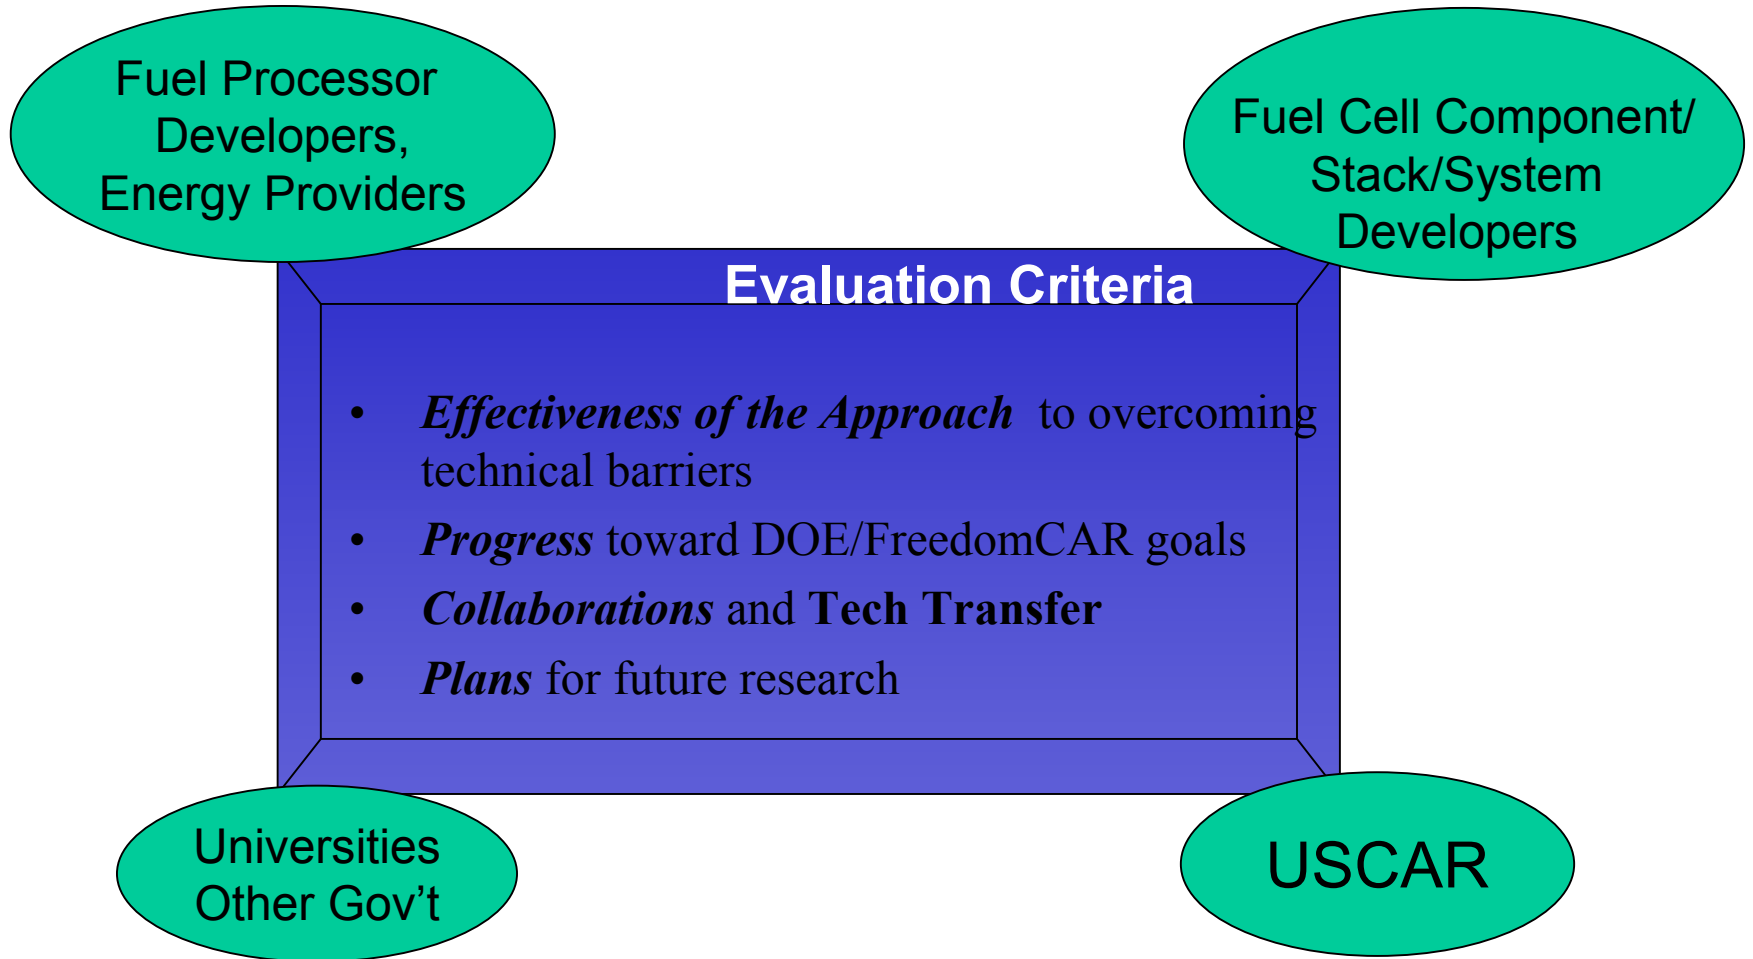 Fuel Processor
Developers,
Energy Providers
Fuel Cell Component/
Stack/System
Developers
Evaluation Criteria
• Effectiveness of the Approach to overcoming
technical barriers
• Progress toward DOE/FreedomCAR goals
• Collaborations and Tech Transfer
• Plans for future research
Universities
Other Gov’t
USCAR